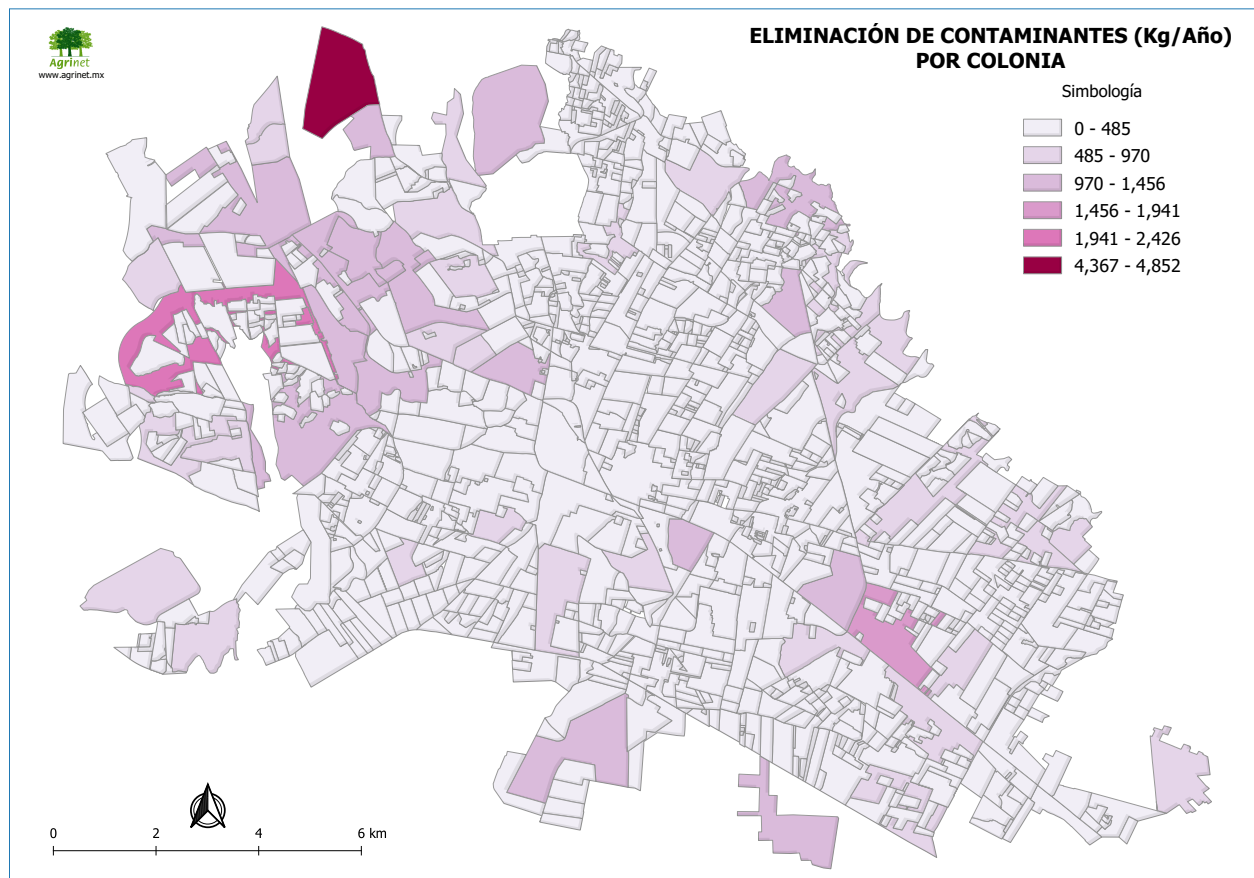 Agrinet
www.agrinet.mx
ELIMINACIÓN DE CONTAMINANTES (Kg/Año)
POR COLONIA
Simbología
0 - 485
485 - 970
970 - 1,456
1,456 - 1,941
1,941 - 2,426
4,367 - 4,852
0 2 4 6 km